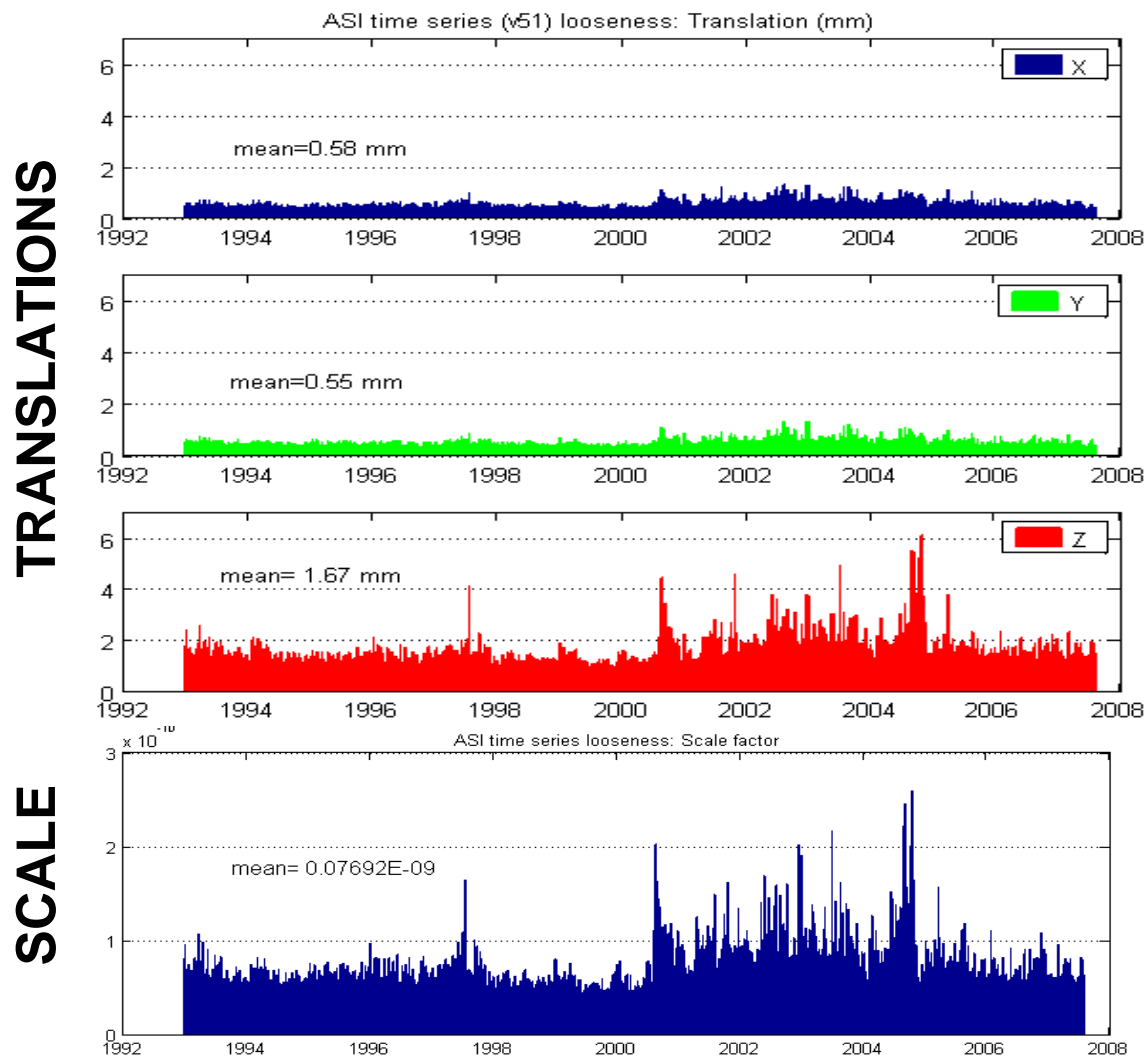 TRANSLATIONS
ASI time series (v51) looseness: Translation (mm)
6
4
2
0
X
mean=0.58 mm
1992 1994 1996 1998 2000 2002 2004 2006 2008
6
4
2
0
Y
mean=0.55 mm
1992 1994 1996 1998 2000 2002 2004 2006 2008
6
4
2
0
Z
mean= 1.67 mm
1992 1994 1996 1998 2000 2002 2004 2006 2008
SCALE
x 10
ASI time series looseness: Scale factor
3
2
1
0
mean= 0.07692E-09
1992 1994 1996 1998 2000 2002 2004 2006 2008